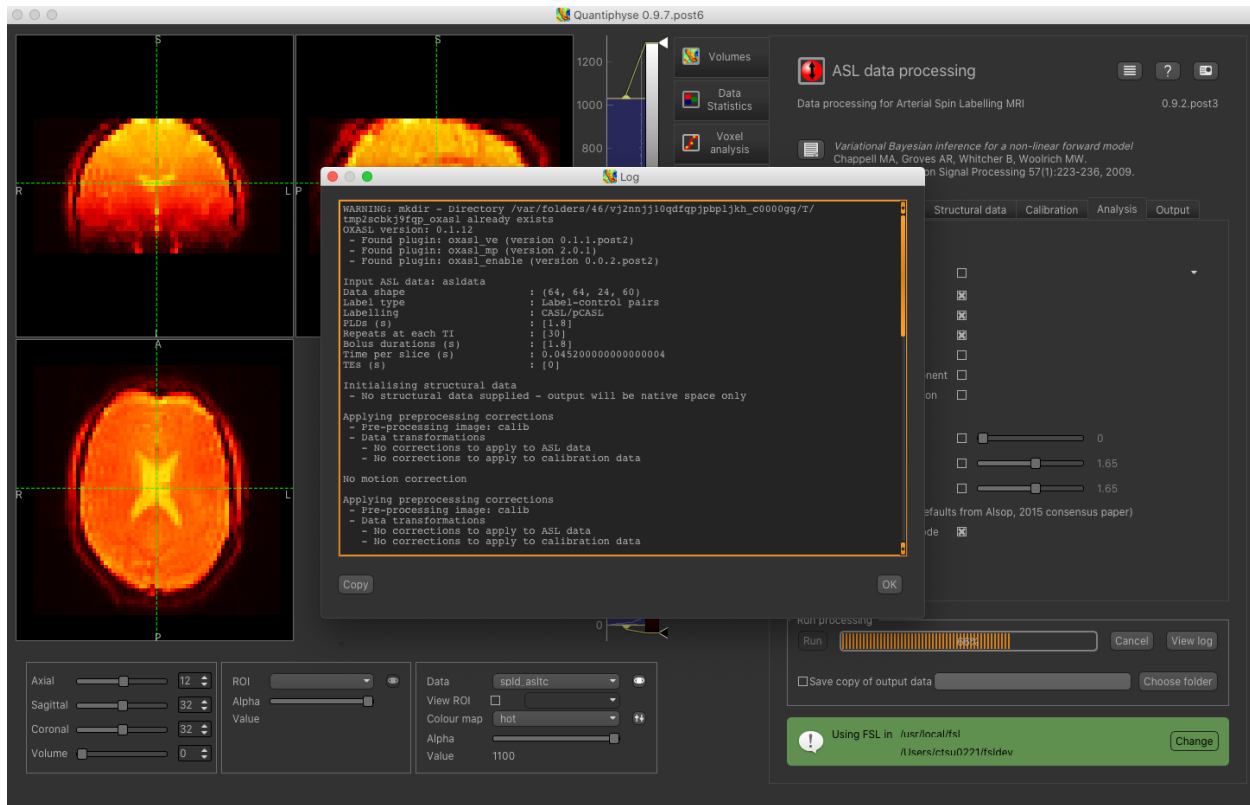 Quantiphyse 0.9.7.post6
S
R
L
S
P
I
A
R
L
P
1200
1000
800
0
Volumes
Data
Statistics
Voxel
analysis
ASL data processing
?
Data processing for Arterial Spin Labelling MRI
0.9.2.post3
Variational Bayesian inference for a non-linear forward model
Chappell MA, Groves AR, Whitcher B, Woolrich MW.
on Signal Processing 57(1):223-236, 2009.
Structural data
Calibration
Analysis
Output
nent
on
0
1.65
1.65
efaults from Alsop, 2015 consensus paper)
ode
Log
WARNING: mkdir - Directory /var/folders/46/vj2nnjj10qdfqpjpbpljkh_c0000gq/T/
tmp2scbkj9fqp_oxasl already exists
OXASL version: 0.1.12
- Found plugin: oxasl_ve (version 0.1.1.post2)
- Found plugin: oxasl_mp (version 2.0.1)
- Found plugin: oxasl_enable (version 0.0.2.post2)
Input ASL data: asldata
Data shape : (64, 64, 24, 60)
Label type : Label-control pairs
Labelling : CASL/pCASL
PLDs (s) : [1.8]
Repeats at each TI : [30]
Bolus durations (s) : [1.8]
Time per slice (s) : 0.045200000000000004
TEs (s) : [0]
Initialising structural data
- No structural data supplied - output will be native space only
Applying preprocessing corrections
- Pre-processing image: calib
- Data transformations
- No corrections to apply to ASL data
- No corrections to apply to calibration data
No motion correction
Applying preprocessing corrections
- Pre-processing image: calib
- Data transformations
- No corrections to apply to ASL data
- No corrections to apply to calibration data
Copy
OK
Run processing
Run
66%
Cancel
View log
Save copy of output data
Choose folder
Using FSL in /usr/local/fsl
/Users/ctsu0221/fsldev
Change
Axial
12
Sagittal
32
Coronal
32
Volume
0
ROI
Alpha
Value
Data
spld_asltc
View ROI
Colour map
hot
Alpha
Value
1100